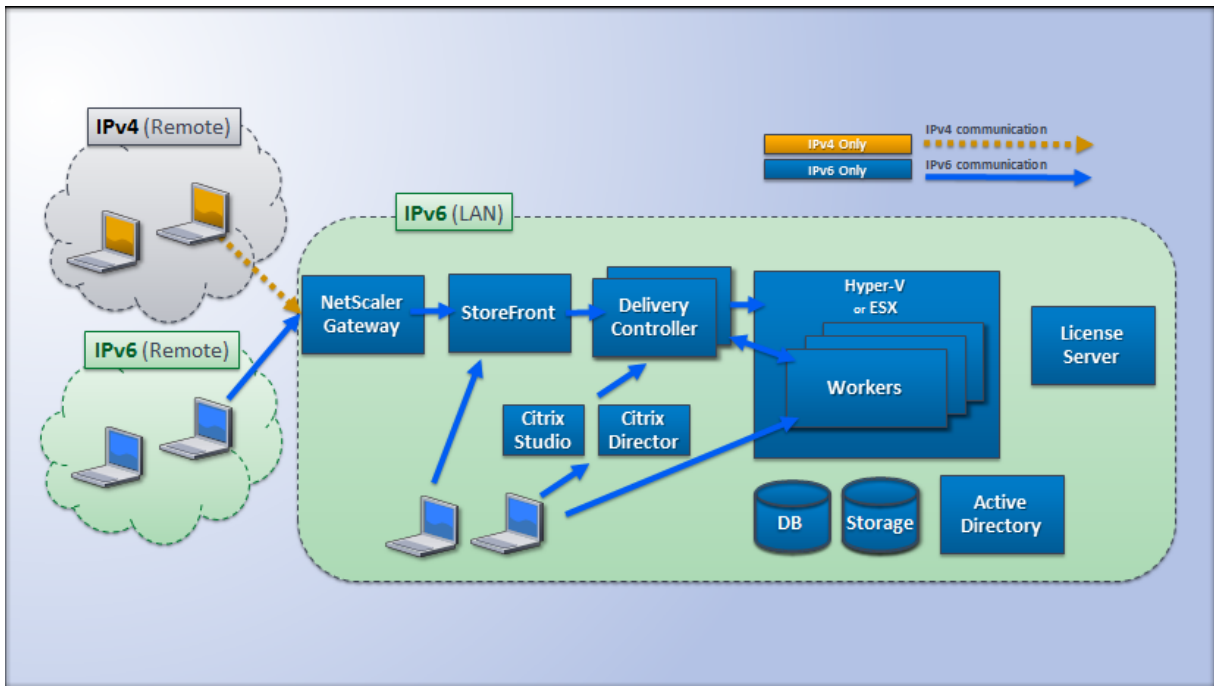 IPv4 (Remote)
IPv4 Only
IPv4 communication
IPv6 Only
IPv6 communication
IPv6 (LAN)
NetScaler
Gateway
StoreFront
Delivery
Controller
Hyper-V
or ESX
Workers
License
Server
IPv6 (Remote)
Citrix
Studio
Citrix
Director
DB
Storage
Active
Directory